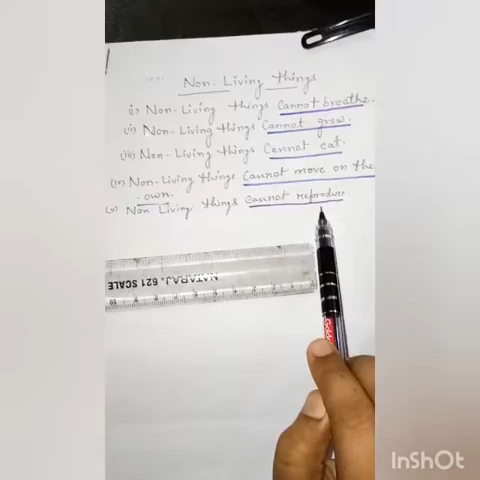 Non-Living Things
(i) Non-Living things Cannot breathe.
(ii) Non-Living things Cannot grow.
(iii) Non-Living things Cannot eat.
(iv) Non-Living things Cannot move on the
own.
(v) Non Living things Cannot reproduce
NATARAJ. 621 SCALE
InShOt